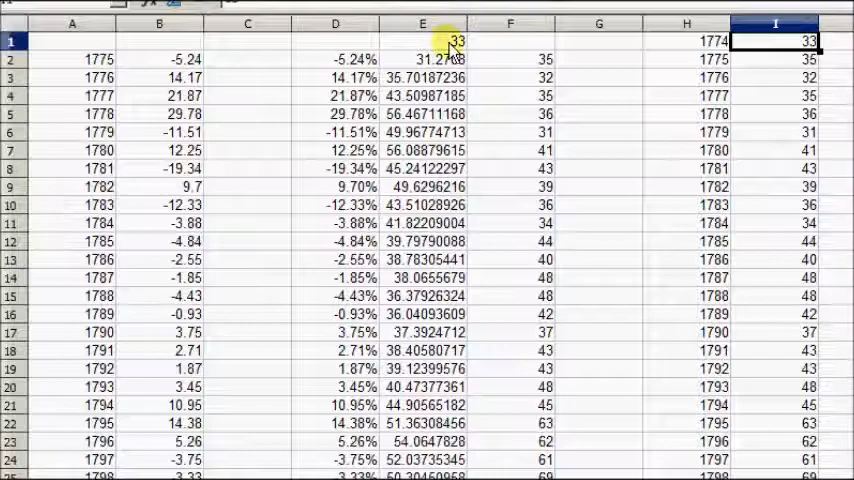 A B C D E F G H I
1 33 1774 33
2 1775 -5.24 -5.24% 31.2708 35 1775 35
3 1776 14.17 14.17% 35.70187236 32 1776 32
4 1777 21.87 21.87% 43.50987185 35 1777 35
5 1778 29.78 29.78% 56.46711168 36 1778 36
6 1779 -11.51 -11.51% 49.96774713 31 1779 31
7 1780 12.25 12.25% 56.08879615 41 1780 41
8 1781 -19.34 -19.34% 45.24122297 43 1781 43
9 1782 9.7 9.70% 49.6296216 39 1782 39
10 1783 -12.33 -12.33% 43.51028926 36 1783 36
11 1784 -3.88 -3.88% 41.82209004 34 1784 34
12 1785 -4.84 -4.84% 39.79790088 44 1785 44
13 1786 -2.55 -2.55% 38.78305441 40 1786 40
14 1787 -1.85 -1.85% 38.0655679 48 1787 48
15 1788 -4.43 -4.43% 36.37926324 48 1788 48
16 1789 -0.93 -0.93% 36.04093609 42 1789 42
17 1790 3.75 3.75% 37.3924712 37 1790 37
18 1791 2.71 2.71% 38.40580717 43 1791 43
19 1792 1.87 1.87% 39.12399576 43 1792 43
20 1793 3.45 3.45% 40.47377361 48 1793 48
21 1794 10.95 10.95% 44.90565182 45 1794 45
22 1795 14.38 14.38% 51.36308456 63 1795 63
23 1796 5.26 5.26% 54.0647828 62 1796 62
24 1797 -3.75 -3.75% 52.03735345 61 1797 61
25 1798 -3.33 -3.33% 50.30450958 69 1798 69